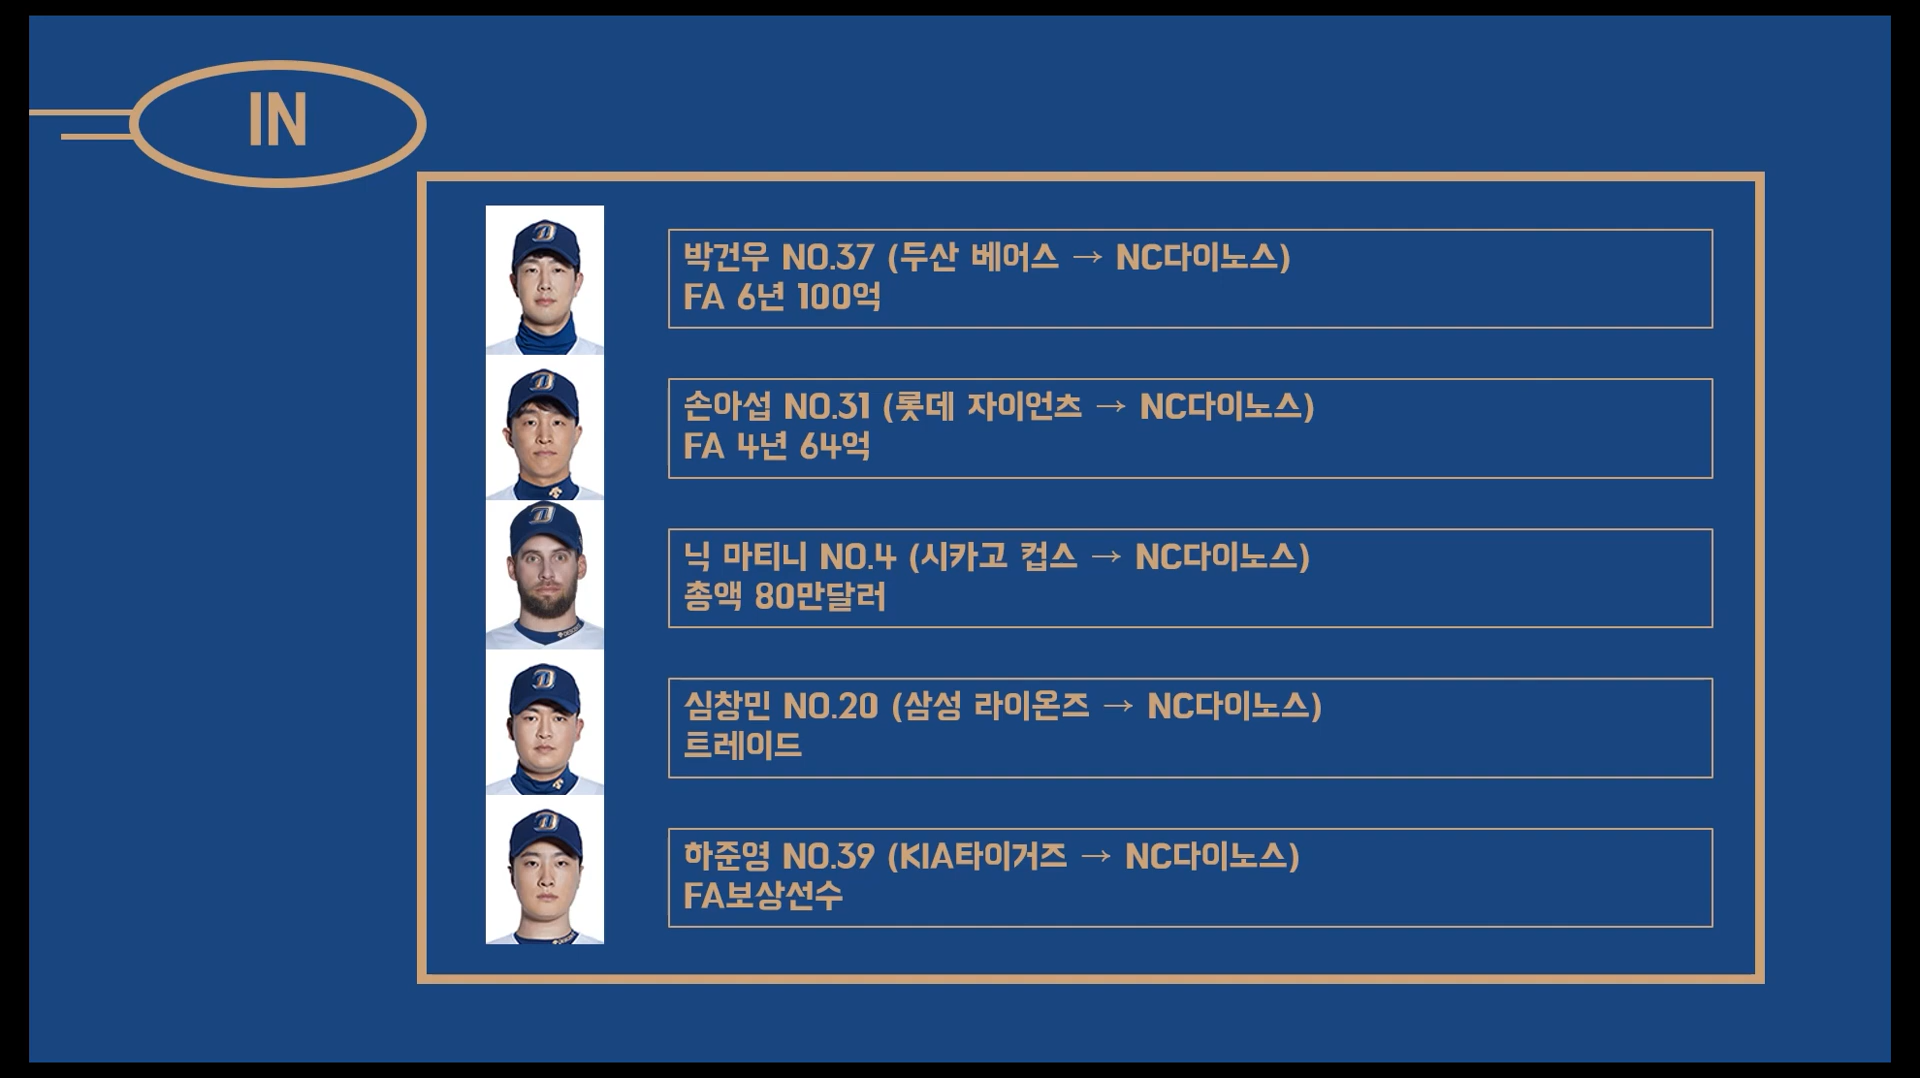 IN
박건우 NO.37 (두산 베어스 → NC다이노스)
FA 6년 100억
손아섭 NO.31 (롯데 자이언츠 → NC다이노스)
FA 4년 64억
닉 마티니 NO.4 (시카고 컵스 → NC다이노스)
총액 80만달러
심창민 NO.20 (삼성 라이온즈 → NC다이노스)
트레이드
하준영 NO.39 (KIA타이거즈 → NC다이노스)
FA보상선수